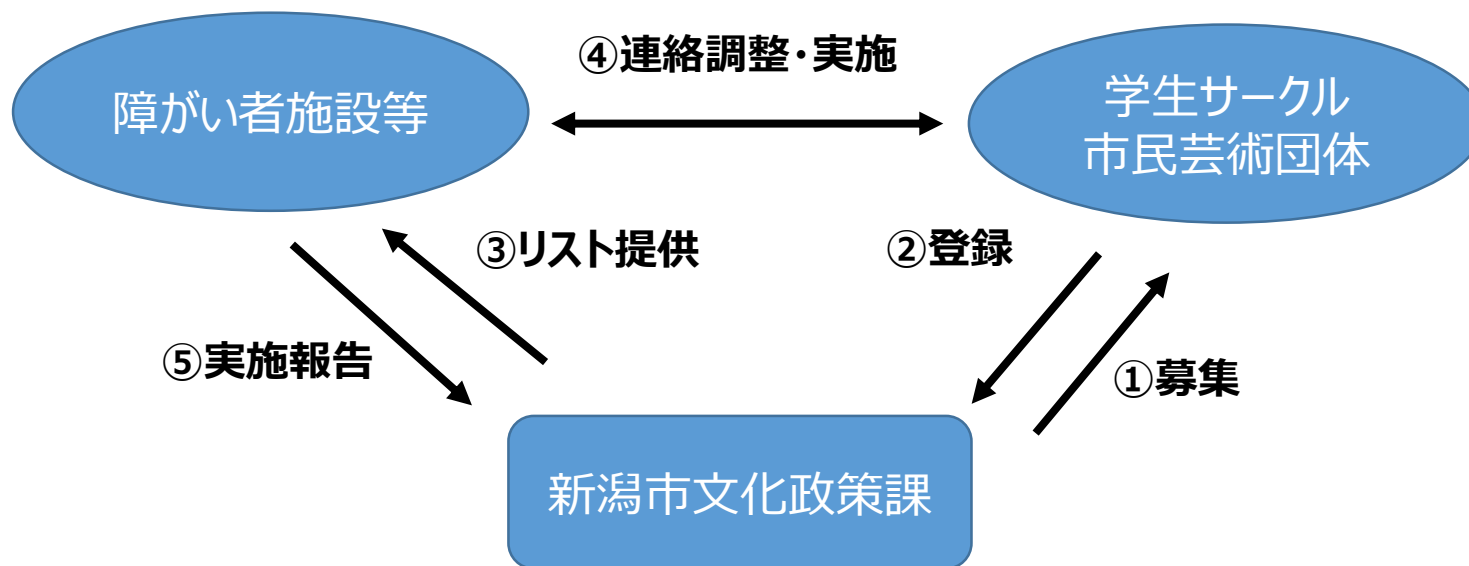 ④連絡調整・実施
障がい者施設等
学生サークル
市民芸術団体
③リスト提供
②登録
⑤実施報告
①募集
新潟市文化政策課